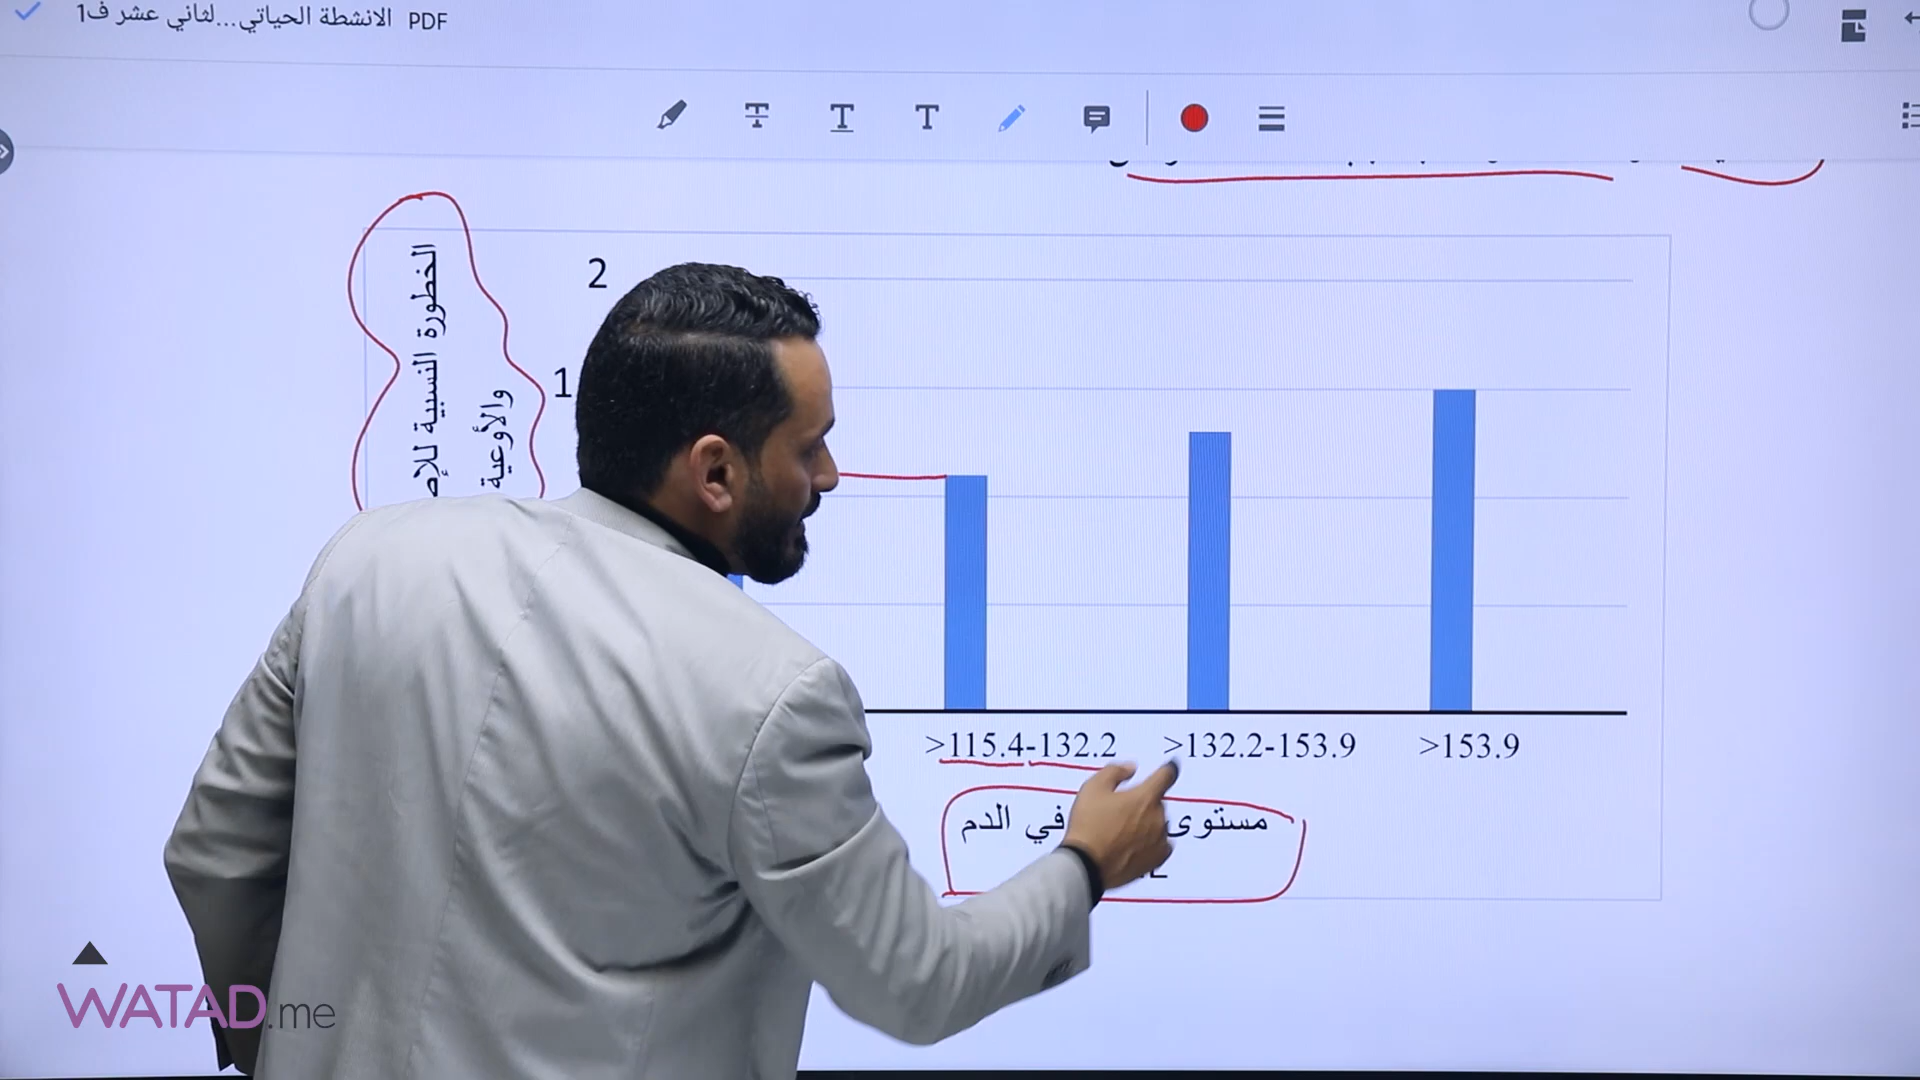 الانشطة الحياتي...لثاني عشر ف1 PDF
الخطورة النسبية
والأوعية
2
1
>115.4-132.2 >132.2-153.9 >153.9
مستوى في الدم
WATAD.me